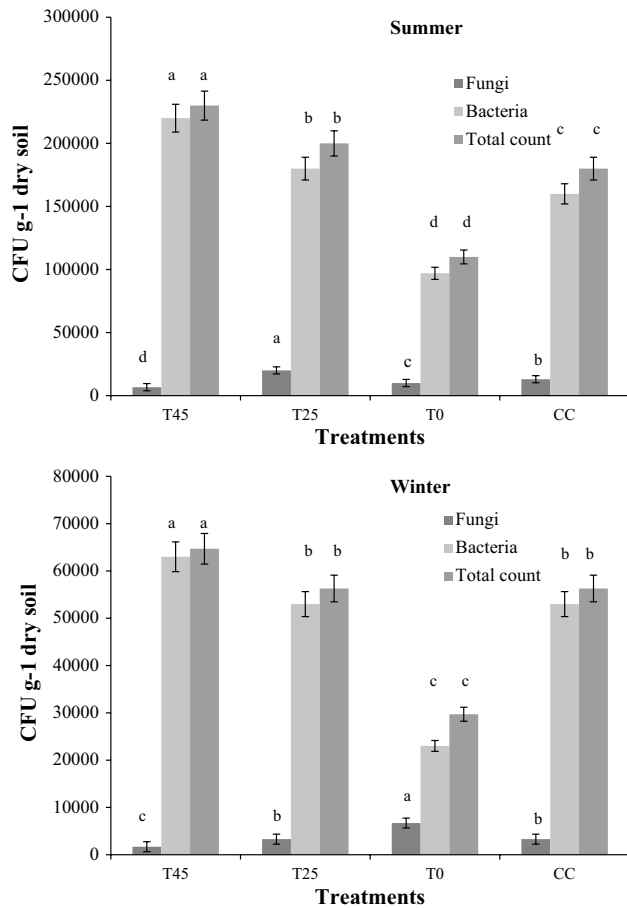 300000
Summer
250000
a a
Fungi
Bacteria
Total count
200000
b b
c c
150000
d d
100000
50000
d
a
c
b
0
CFU g-1 dry soil
T45 T25 T0 CC
Treatments
80000
Winter
70000
a a
Fungi
Bacteria
Total count
60000
b b
b b
50000
40000
c c
30000
20000
10000
c
b
a
b
0
CFU g-1 dry soil
T45 T25 T0 CC
Treatments